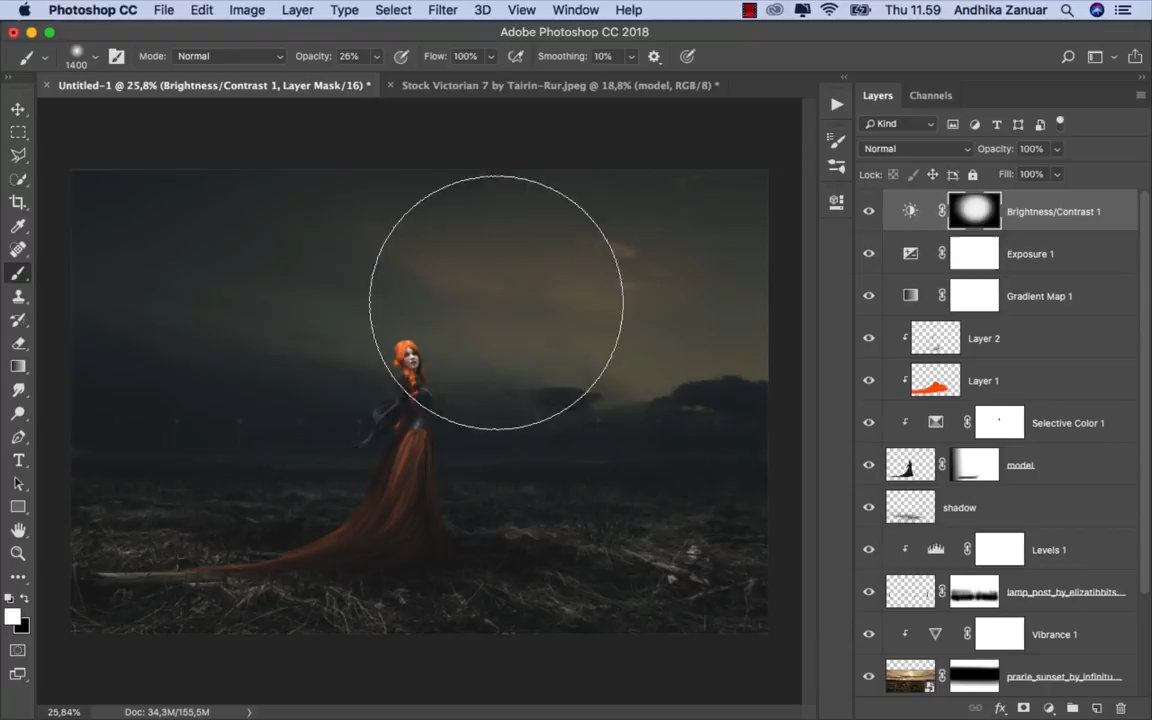 Photoshop CC File Edit Image Layer Type Select Filter 3D View Window Help Thu 11.59 Andhika Zanuar
Adobe Photoshop CC 2018
1400 Mode: Normal Opacity: 26% Flow: 100% Smoothing: 10%
Untitled-1 @ 25,8% (Brightness/Contrast 1, Layer Mask/16) * Stock Victorian 7 by Tairin-Rur.jpeg @ 18,8% (model, RGB/8) *
Layers Channels
Kind
Normal Opacity: 100%
Lock: Fill: 100%
Brightness/Contrast 1
Exposure 1
Gradient Map 1
Layer 2
Layer 1
Selective Color 1
model
shadow
Levels 1
lamp_post_by_elizatibbits...
Vibrance 1
prarie_sunset_by_infinitu...
25,84% Doc: 34,3M/155,5M